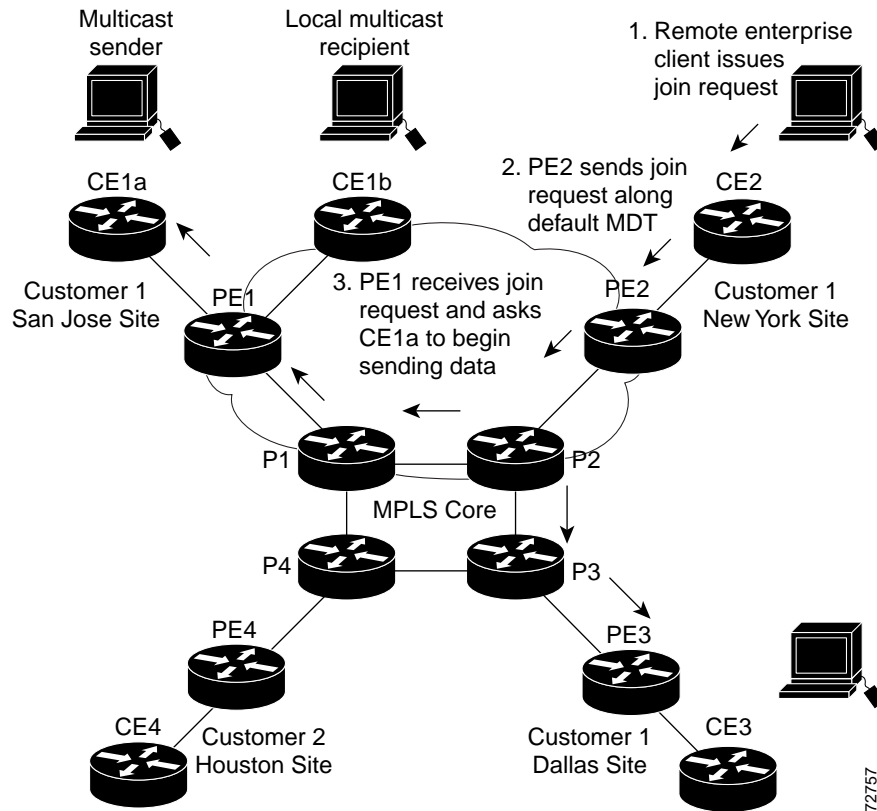 Multicast
sender
Local multicast
recipient
1. Remote enterprise
client issues
join request
CE1a
CE1b
2. PE2 sends join
request along
default MDT
CE2
Customer 1
San Jose Site
PE1
3. PE1 receives join
request and asks
CE1a to begin
sending data
PE2
Customer 1
New York Site
P1
P2
MPLS Core
P4
P3
PE4
PE3
CE4
Customer 2
Houston Site
Customer 1
Dallas Site
CE3
72757